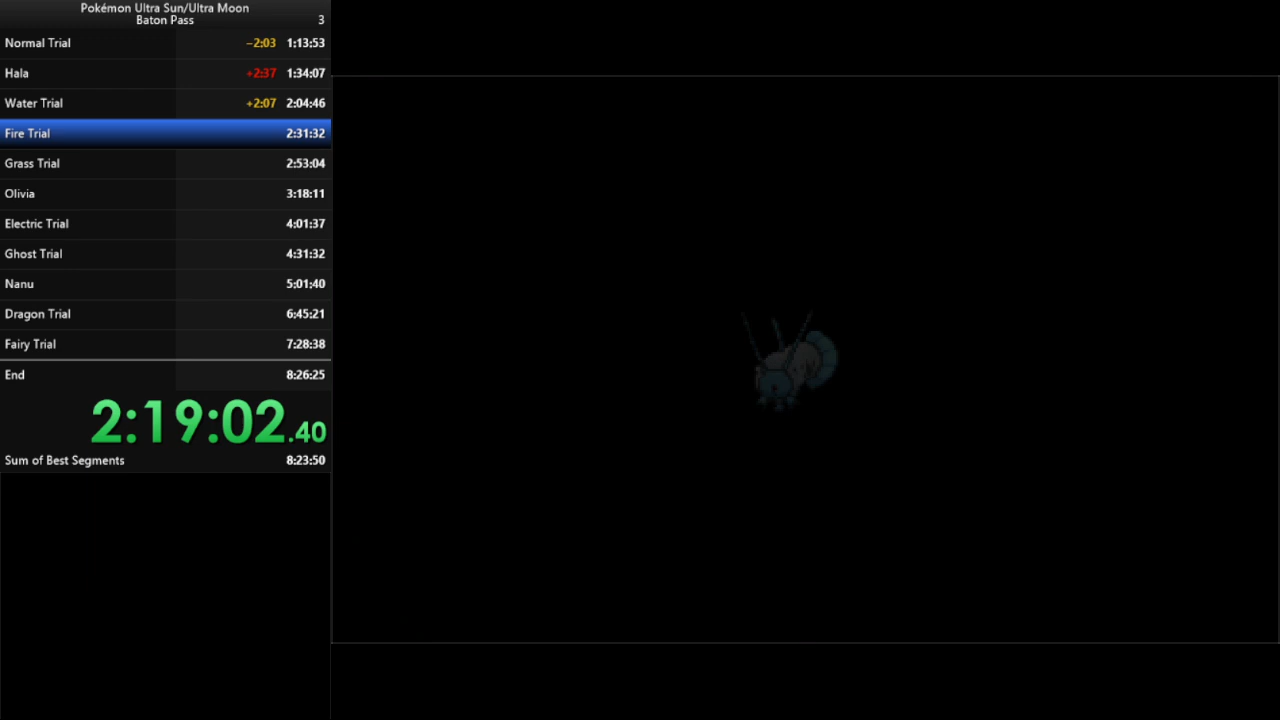 Pokémon Ultra Sun/Ultra Moon
Baton Pass 3
Normal Trial −2:03 1:13:53
Hala +2:37 1:34:07
Water Trial +2:07 2:04:46
Fire Trial 2:31:32
Grass Trial 2:53:04
Olivia 3:18:11
Electric Trial 4:01:37
Ghost Trial 4:31:32
Nanu 5:01:40
Dragon Trial 6:45:21
Fairy Trial 7:28:38
End 8:26:25
2:19:02.40
Sum of Best Segments 8:23:50